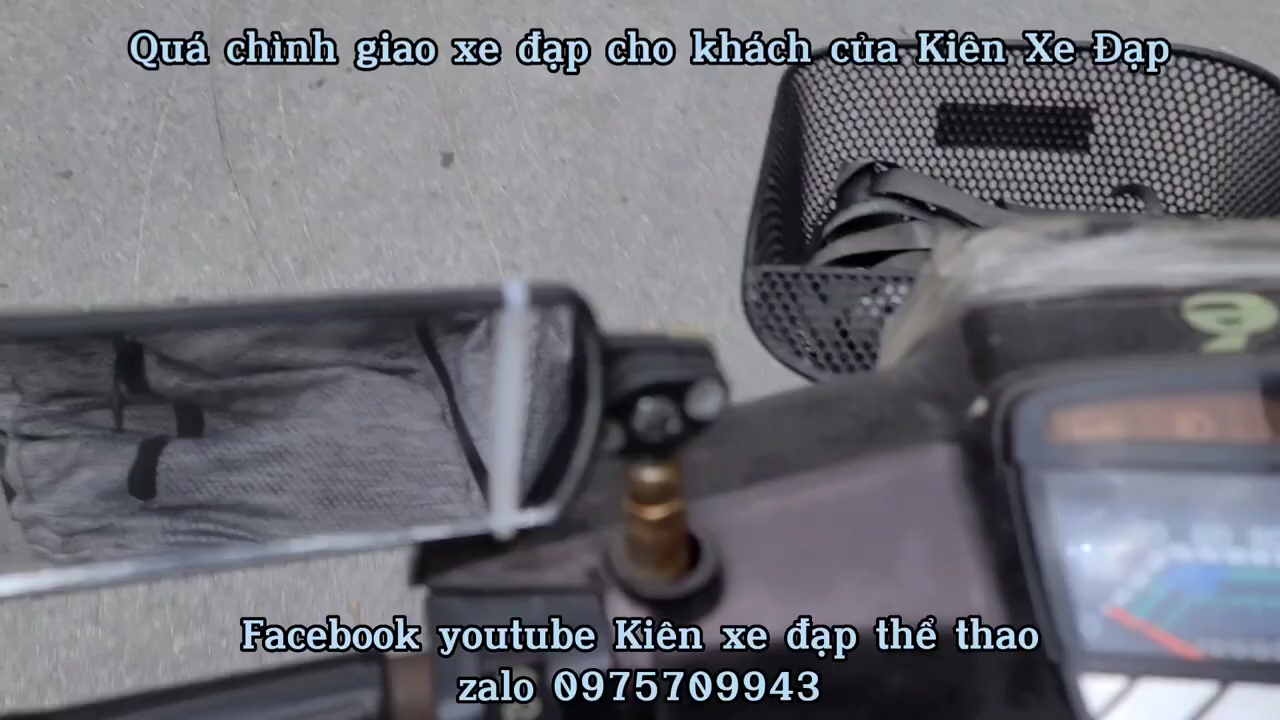 Quá chình giao xe đạp cho khách của Kiên Xe Đạp
Facebook youtube Kiên xe đạp thể thao
zalo 0975709943